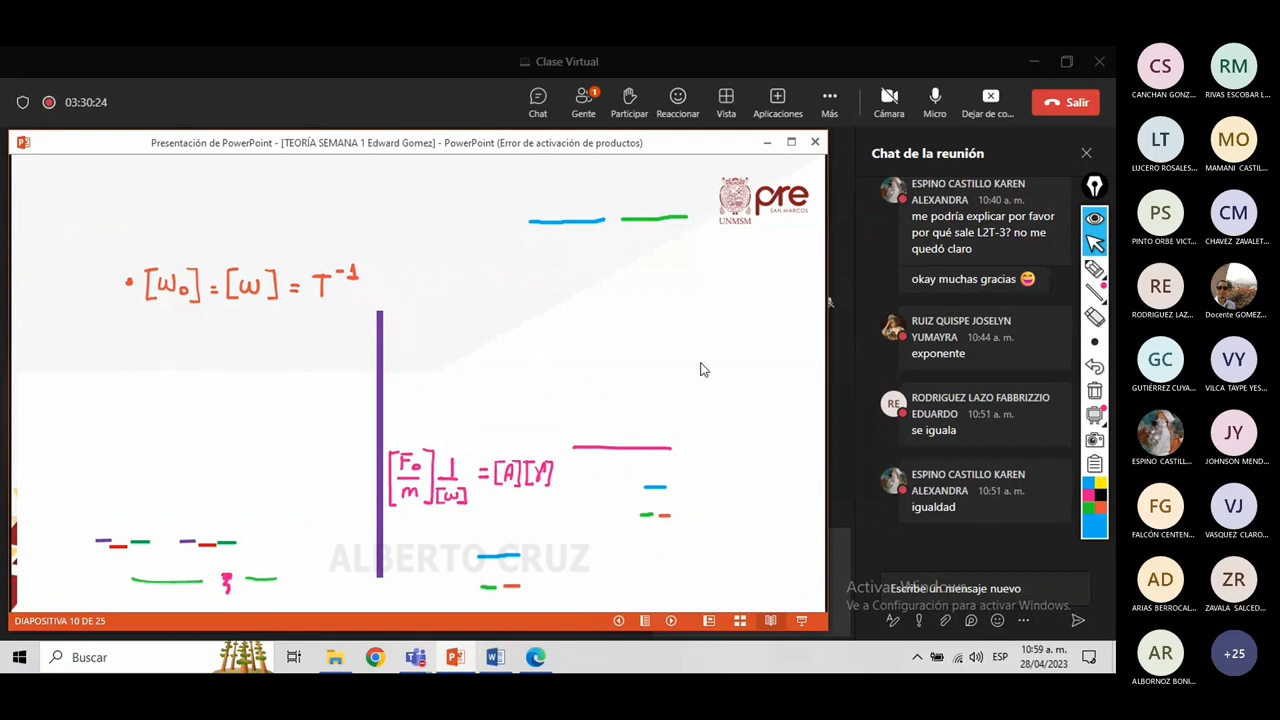 Clase Virtual
03:30:24
Chat
Gente
1
Participar
Reaccionar
Vista
Aplicaciones
Más
Cámara
Micro
Dejar de co...
Salir
Presentación de PowerPoint - [TEORÍA SEMANA 1 Edward Gomez] - PowerPoint (Error de activación de productos)
UNMSM
pre
SAN MARCOS
• [W₀] = [W] = T⁻¹
[F₀/m] 1/[W] = [A][γ]
ALBERTO CRUZ
DIAPOSITIVA 10 DE 25
Chat de la reunión
ESPINO CASTILLO KAREN
ALEXANDRA 10:40 a. m.
me podría explicar por favor
por qué sale L2T-3? no me
quedó claro
okay muchas gracias 😄
RUIZ QUISPE JOSELYN
YUMAYRA 10:44 a. m.
exponente
RE
RODRIGUEZ LAZO FABBRIZZIO
EDUARDO 10:51 a. m.
se iguala
ESPINO CASTILLO KAREN
ALEXANDRA 10:51 a. m.
igualdad
Activar Windows
Escribe un mensaje nuevo
Ve a Configuración para activar Windows.
Buscar
ESP
10:59 a. m.
28/04/2023
CS
CANCHAN GONZ...
RM
RIVAS ESCOBAR L...
LT
LUCERO ROSALES...
MO
MAMANI CASTIL...
PS
PINTO ORBE VICT...
CM
CHAVEZ ZAVALET...
RE
RODRIGUEZ LAZ...
Docente GOMEZ...
GC
GUTIÉRREZ CUYA...
VY
VILCA TAYPE YES...
ESPINO CASTILL...
JY
JOHNSON MEND...
FG
FALCÓN CENTEN...
VJ
VASQUEZ CLARO...
AD
ARIAS BERROCAL...
ZR
ZAVALA SALCED...
AR
ALBORNOZ BONI...
+25